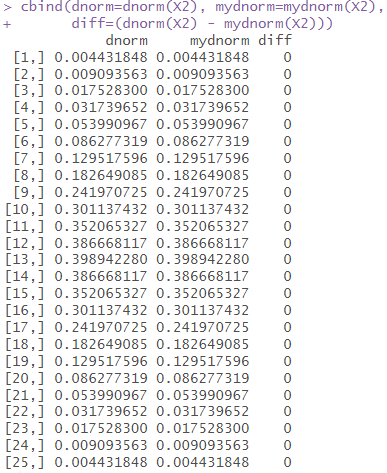 > cbind(dnorm=dnorm(X2), mydnorm=mydnorm(X2),
+ diff=(dnorm(X2) - mydnorm(X2)))
dnorm mydnorm diff
[1,] 0.004431848 0.004431848 0
[2,] 0.009093563 0.009093563 0
[3,] 0.017528300 0.017528300 0
[4,] 0.031739652 0.031739652 0
[5,] 0.053990967 0.053990967 0
[6,] 0.086277319 0.086277319 0
[7,] 0.129517596 0.129517596 0
[8,] 0.182649085 0.182649085 0
[9,] 0.241970725 0.241970725 0
[10,] 0.301137432 0.301137432 0
[11,] 0.352065327 0.352065327 0
[12,] 0.386668117 0.386668117 0
[13,] 0.398942280 0.398942280 0
[14,] 0.386668117 0.386668117 0
[15,] 0.352065327 0.352065327 0
[16,] 0.301137432 0.301137432 0
[17,] 0.241970725 0.241970725 0
[18,] 0.182649085 0.182649085 0
[19,] 0.129517596 0.129517596 0
[20,] 0.086277319 0.086277319 0
[21,] 0.053990967 0.053990967 0
[22,] 0.031739652 0.031739652 0
[23,] 0.017528300 0.017528300 0
[24,] 0.009093563 0.009093563 0
[25,] 0.004431848 0.004431848 0